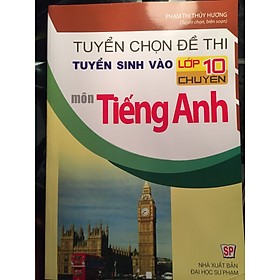 PHẠM THỊ THÚY HƯƠNG
(Tuyển chọn, biên soạn)
TUYỂN CHỌN ĐỀ THI
TUYỂN SINH VÀO LỚP 10
CHUYÊN
môn Tiếng Anh
SP
NHÀ XUẤT BẢN
ĐẠI HỌC SƯ PHẠM